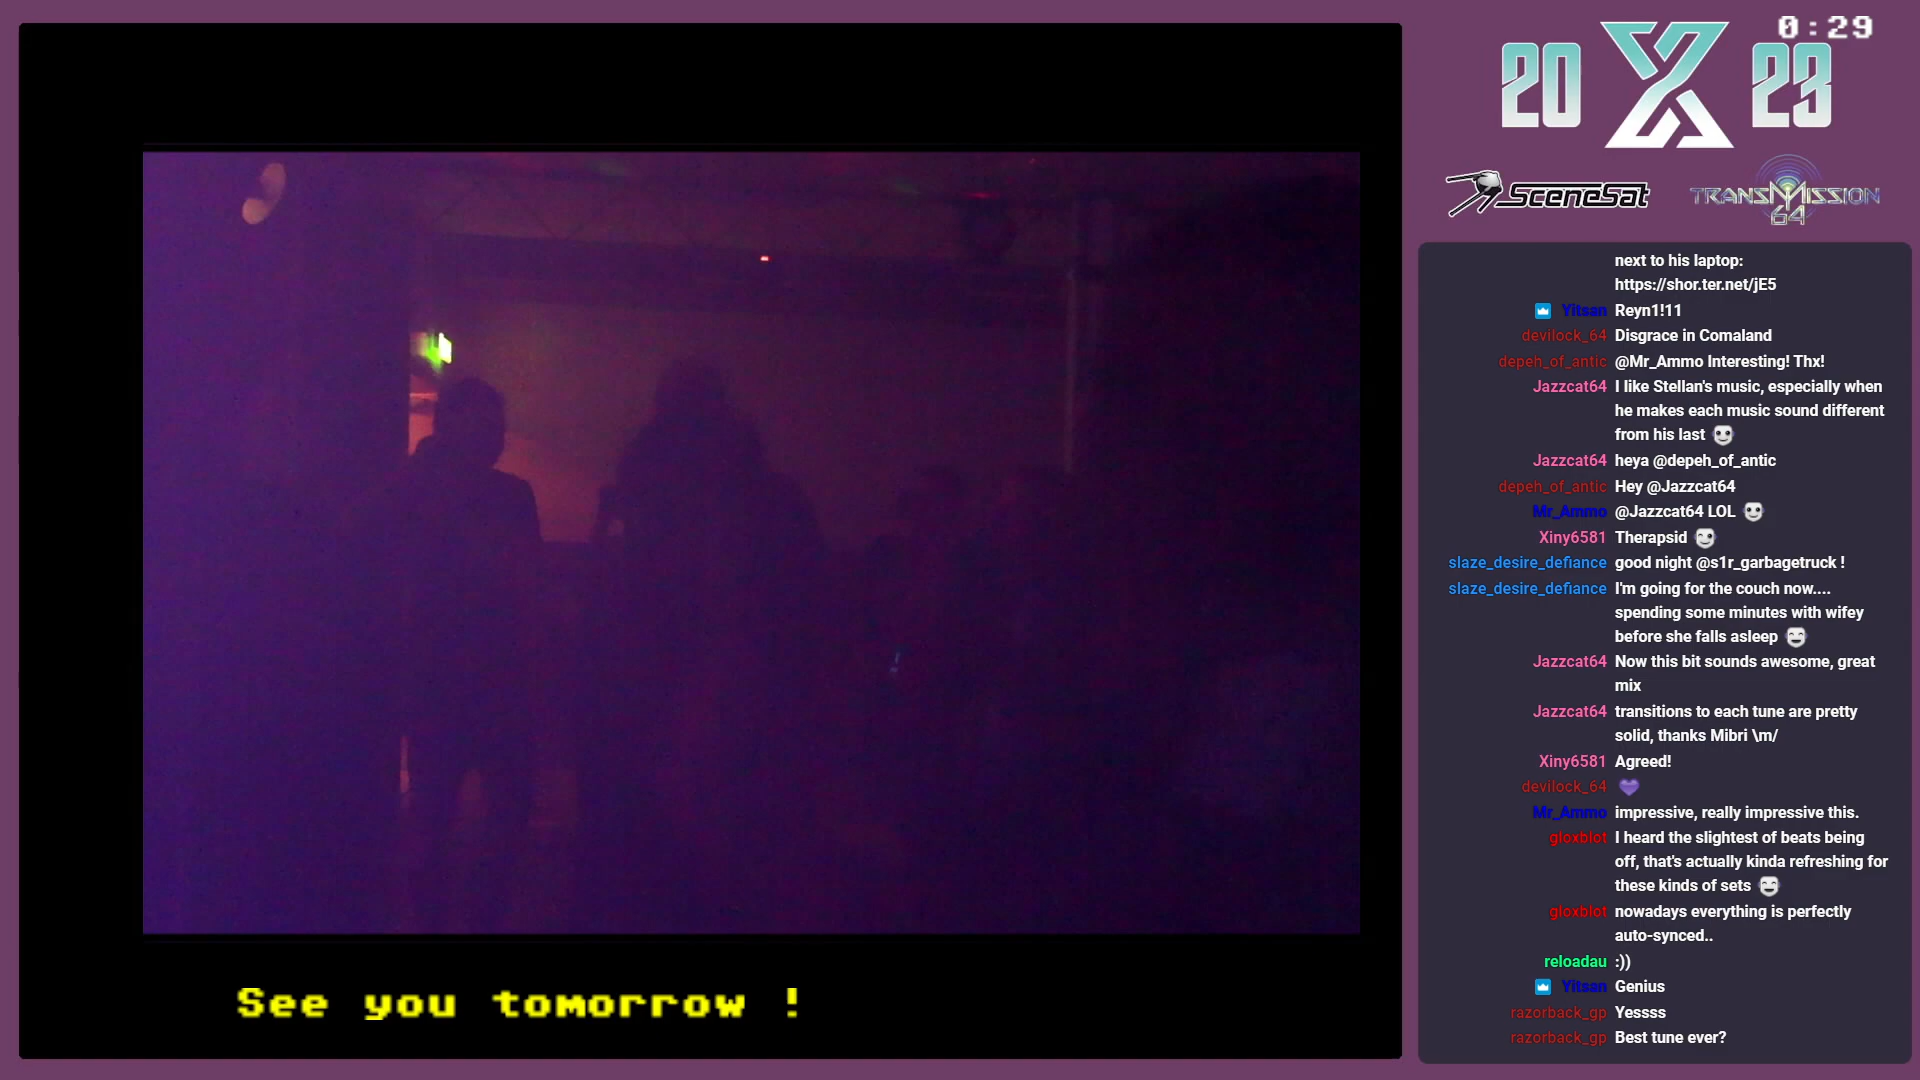 0:29
20 X 23
SceneSat
TRANSMISSION
64
next to his laptop:
https://shor.ter.net/jE5
Yitsan Reyn1!11
devilock_64 Disgrace in Comaland
depeh_of_antic @Mr_Ammo Interesting! Thx!
Jazzcat64 I like Stellan's music, especially when
he makes each music sound different
from his last
Jazzcat64 heya @depeh_of_antic
depeh_of_antic Hey @Jazzcat64
Mr_Ammo @Jazzcat64 LOL
Xiny6581 Therapsid
slaze_desire_defiance good night @s1r_garbagetruck !
slaze_desire_defiance I'm going for the couch now....
spending some minutes with wifey
before she falls asleep
Jazzcat64 Now this bit sounds awesome, great
mix
Jazzcat64 transitions to each tune are pretty
solid, thanks Mibri \m/
Xiny6581 Agreed!
devilock_64
Mr_Ammo impressive, really impressive this.
gloxblot I heard the slightest of beats being
off, that's actually kinda refreshing for
these kinds of sets
gloxblot nowadays everything is perfectly
auto-synced..
reloadau :))
Yitsan Genius
razorback_gp Yessss
razorback_gp Best tune ever?
See you tomorrow !